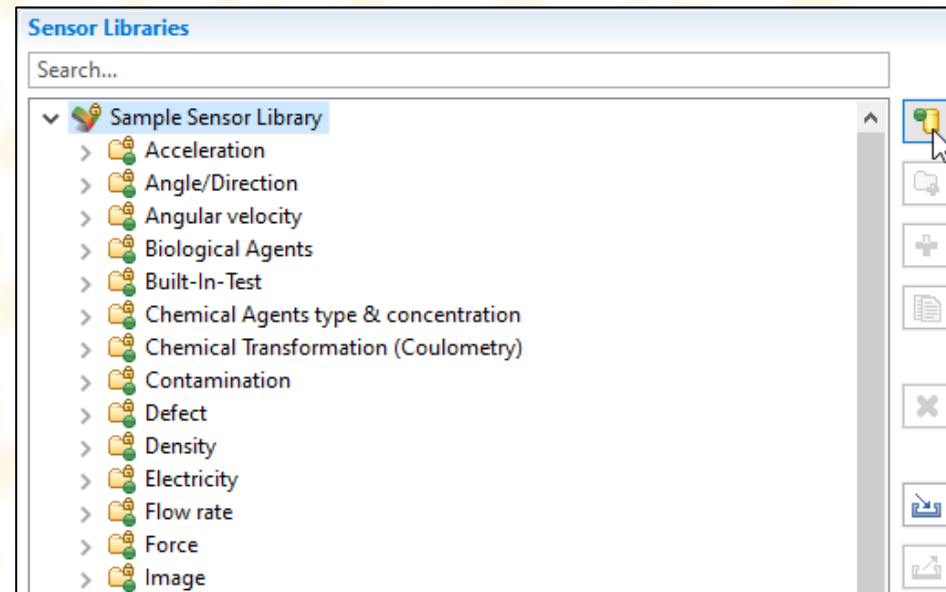 Sensor Libraries
Search...
Sample Sensor Library
Acceleration
Angle/Direction
Angular velocity
Biological Agents
Built-In-Test
Chemical Agents type & concentration
Chemical Transformation (Coulometry)
Contamination
Defect
Density
Electricity
Flow rate
Force
Image